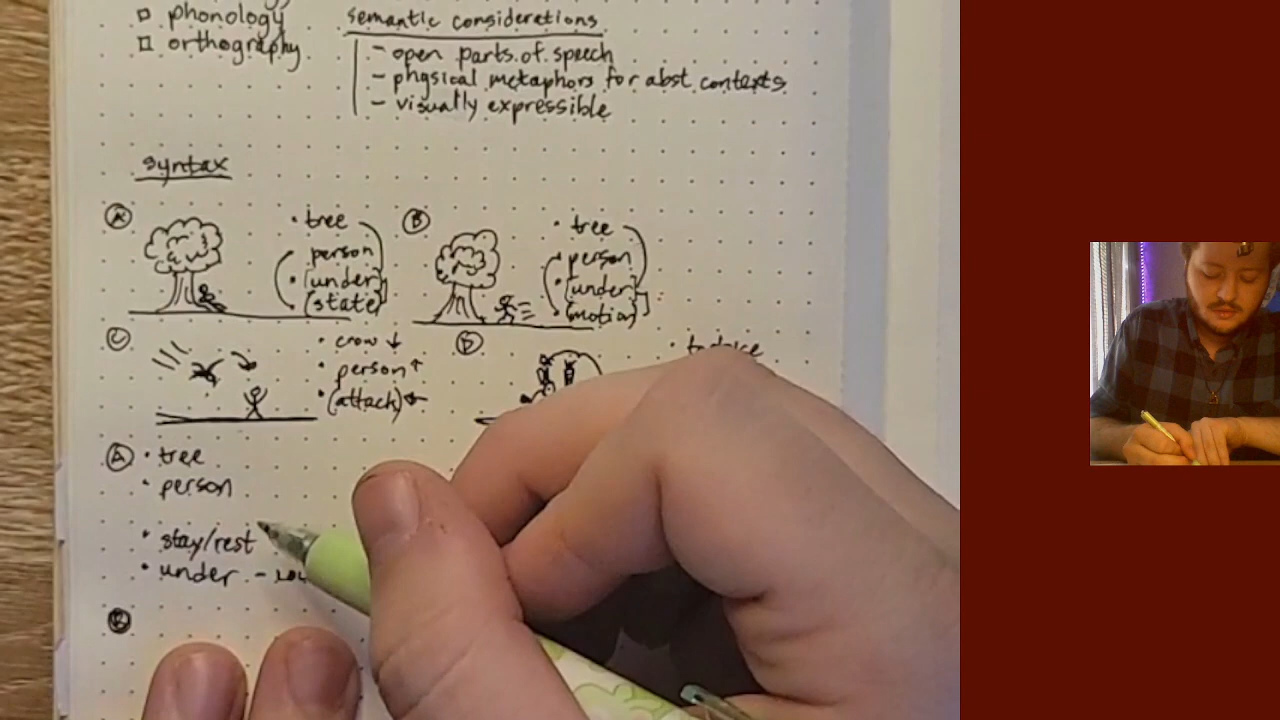 phonology
orthography
semantic considerations
- open parts of speech
- physical metaphors for abst contexts
- visually expressible
syntax
A
• tree
person
• (under)
(state)
B
• tree
• person
• (under)
(motion)
C
• crow ↓
• person ↑
• (attack) ←
D
A • tree
• person
• stay/rest
• under -
B